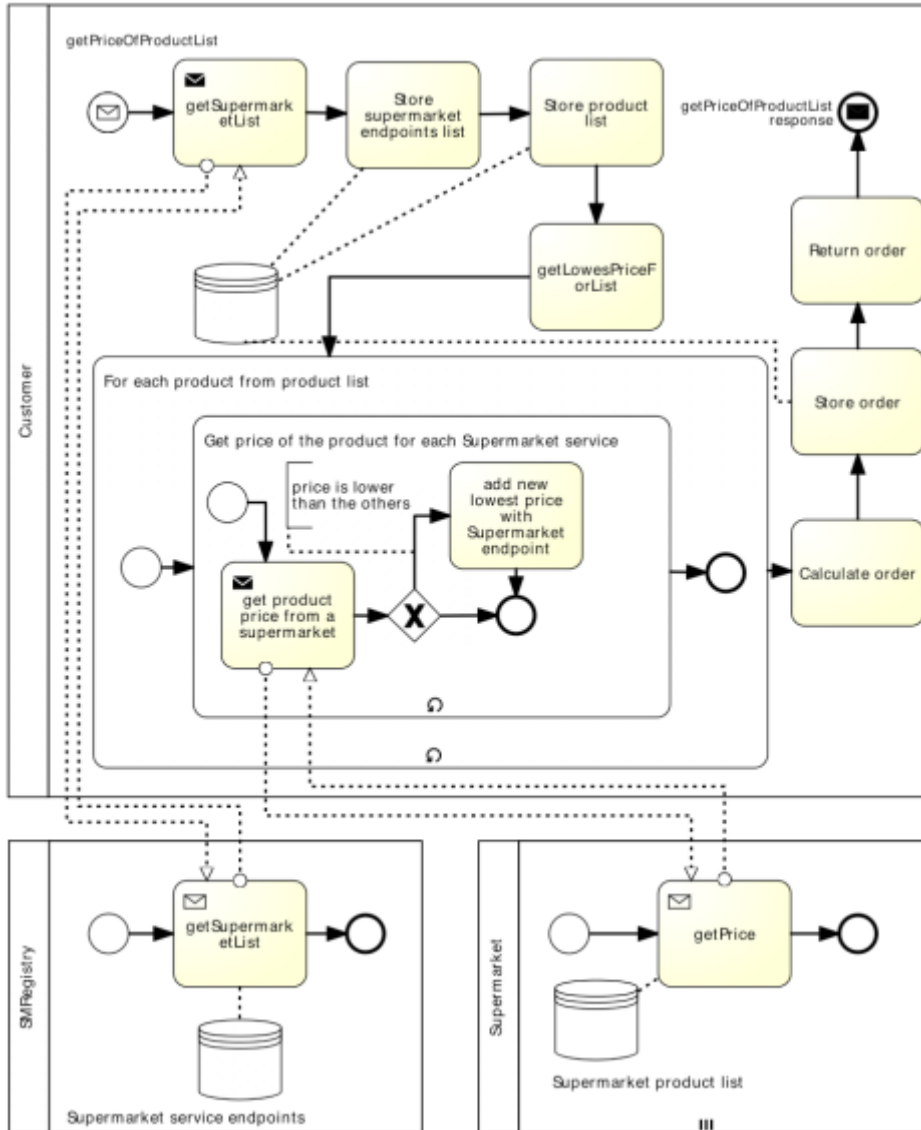 getPriceOfProductList
getSupermark
etList
Store
supermarket
endpoints list
Store product
list
getPriceOfProductList
response
Return order
getLowesPriceF
orList
Customer
For each product from product list
Store order
Get price of the product for each Supermarket service
price is lower
than the others
add new
lowest price
with
Supermarket
endpoint
get product
price from a
supermarket
X
Calculate order
SMRegistry
getSupermark
etList
Supermarket service endpoints
Supermarket
getPrice
Supermarket product list